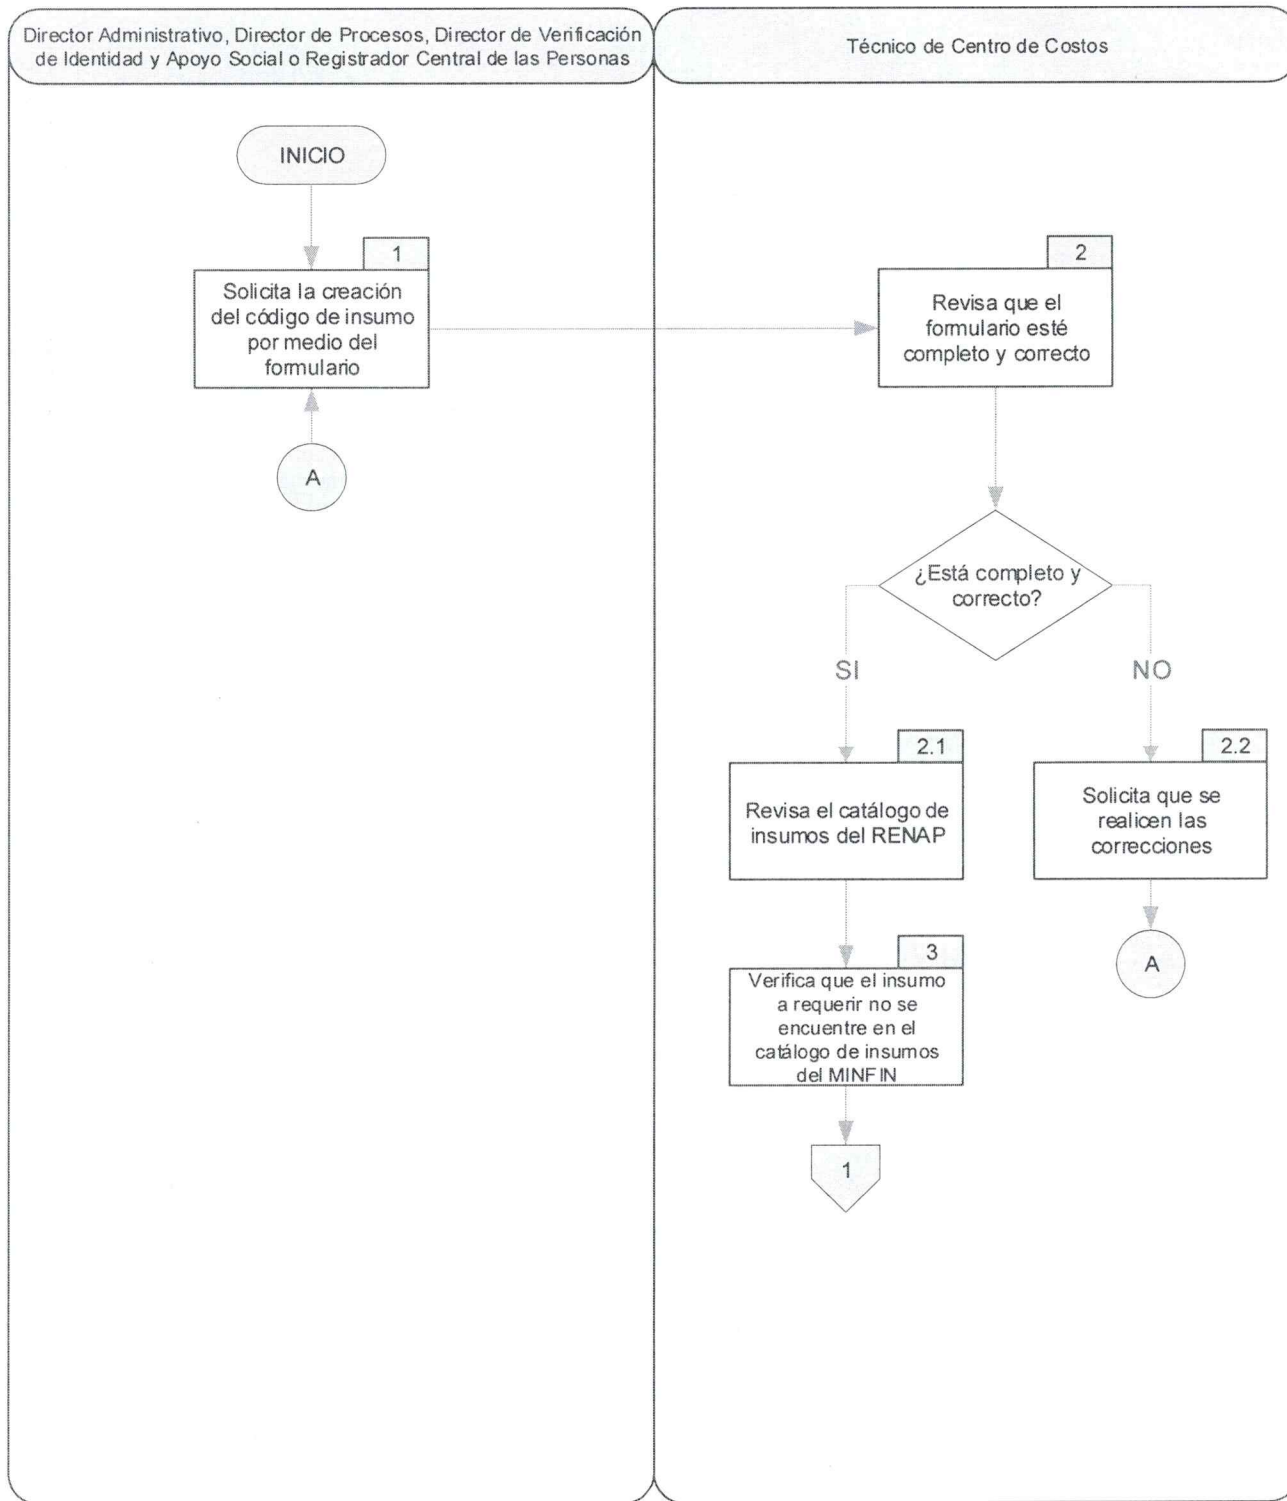 Director Administrativo, Director de Procesos, Director de Verificación
de Identidad y Apoyo Social o Registrador Central de las Personas
Técnico de Centro de Costos
INICIO
1
Solicita la creación
del código de insumo
por medio del
formulario
A
2
Revisa que el
formulario esté
completo y correcto
¿Está completo y
correcto?
SI
NO
2.1
Revisa el catálogo de
insumos del RENAP
2.2
Solicita que se
realicen las
correcciones
A
3
Verifica que el insumo
a requerir no se
encuentre en el
catálogo de insumos
del MINFIN
1